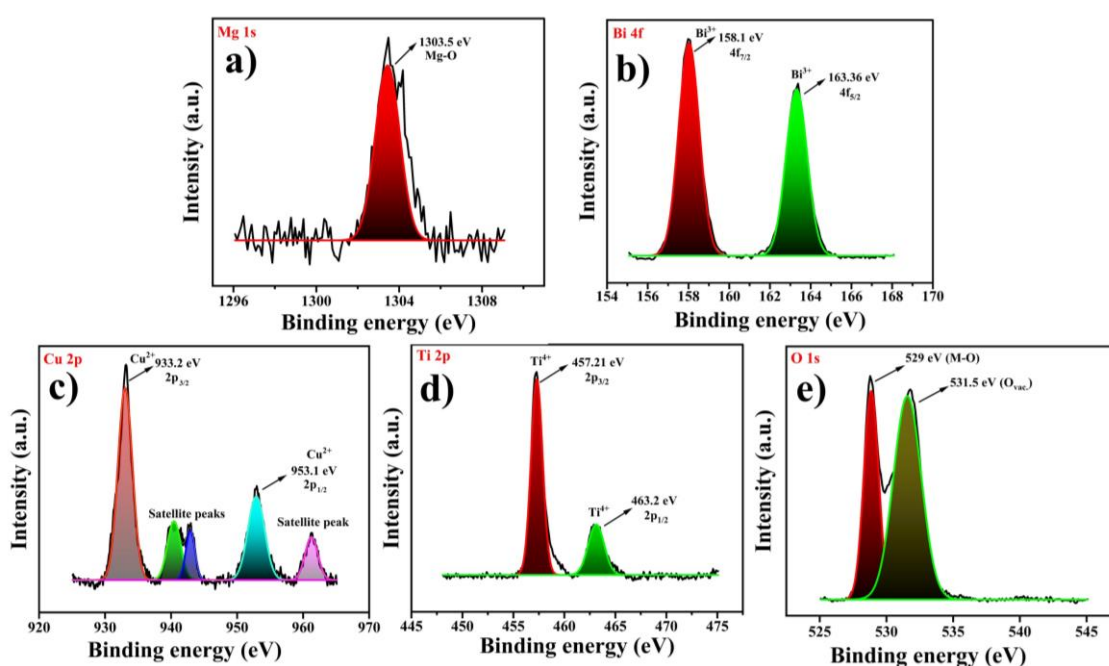 Mg 1s
a)
1303.5 eV
Mg-O
Intensity (a.u.)
1296 1300 1304 1308
Binding energy (eV)
Bi 4f
b)
Bi³⁺
158.1 eV
4f₇/₂
Bi³⁺
163.36 eV
4f₅/₂
Intensity (a.u.)
154 156 158 160 162 164 166 168 170
Binding energy (eV)
Cu 2p
c)
Cu²⁺
933.2 eV
2p₃/₂
Satellite peaks
Cu²⁺
953.1 eV
2p₁/₂
Satellite peak
Intensity (a.u.)
920 930 940 950 960 970
Binding energy (eV)
Ti 2p
d)
Ti⁴⁺
457.21 eV
2p₃/₂
Ti⁴⁺
463.2 eV
2p₁/₂
Intensity (a.u.)
445 450 455 460 465 470 475
Binding energy (eV)
O 1s
e)
529 eV (M-O)
531.5 eV (Ovac.)
Intensity (a.u.)
525 530 535 540 545
Binding energy (eV)